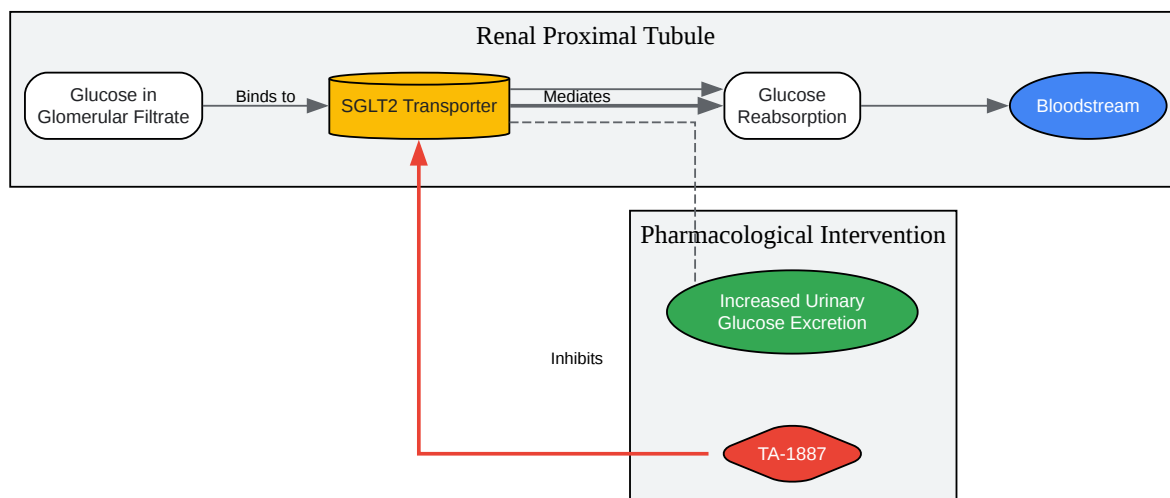 Renal Proximal Tubule
Glucose in
Glomerular Filtrate
Binds to
SGLT2 Transporter
Mediates
Glucose
Reabsorption
Bloodstream
Pharmacological Intervention
Increased Urinary
Glucose Excretion
Inhibits
TA-1887